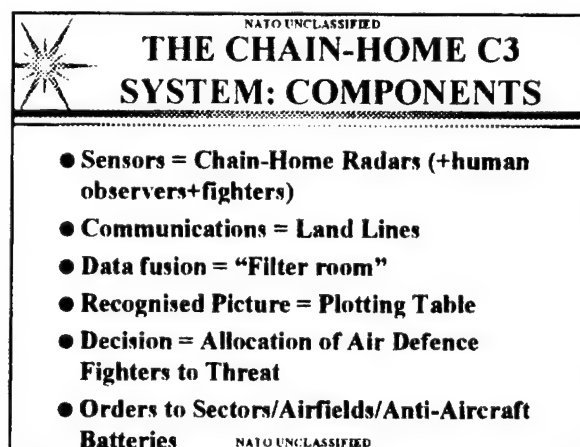 NATO UNCLASSIFIED
THE CHAIN-HOME C3
SYSTEM: COMPONENTS
● Sensors = Chain-Home Radars (+human
observers+fighters)
● Communications = Land Lines
● Data fusion = “Filter room”
● Recognised Picture = Plotting Table
● Decision = Allocation of Air Defence
Fighters to Threat
● Orders to Sectors/Airfields/Anti-Aircraft
Batteries
NATO UNCLASSIFIED